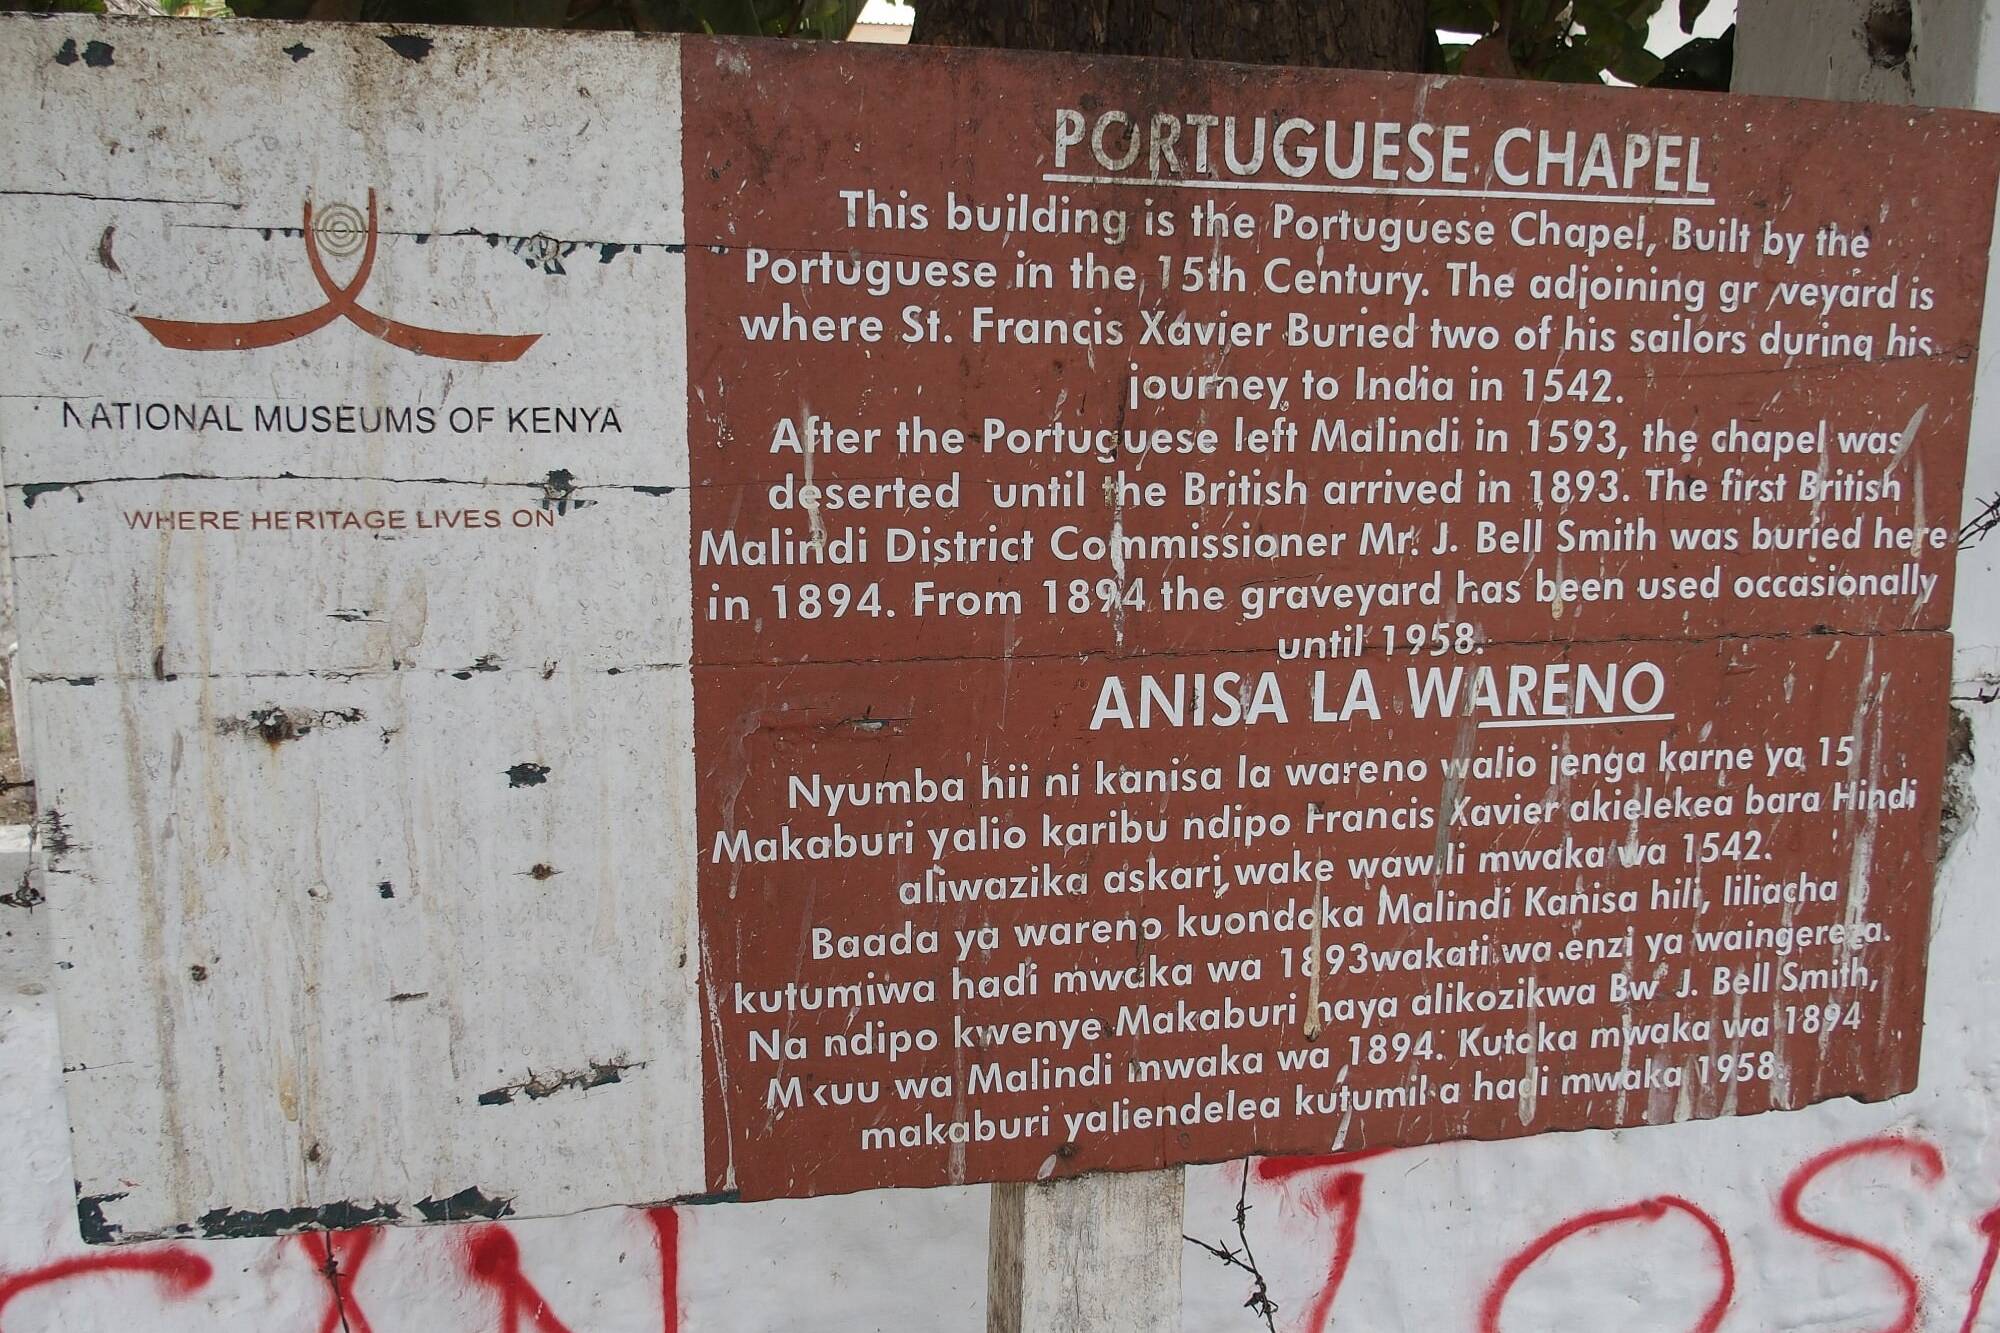 NATIONAL MUSEUMS OF KENYA
WHERE HERITAGE LIVES ON
PORTUGUESE CHAPEL
This building is the Portuguese Chapel, Built by the
Portuguese in the 15th Century. The adjoining graveyard is
where St. Francis Xavier Buried two of his sailors during his
journey to India in 1542.
After the Portuguese left Malindi in 1593, the chapel was
deserted until the British arrived in 1893. The first British
Malindi District Commissioner Mr. J. Bell Smith was buried here
in 1894. From 1894 the graveyard has been used occasionally
until 1958.
ANISA LA WARENO
Nyumba hii ni kanisa la wareno walio jenga karne ya 15
Makaburi yalio karibu ndipo Francis Xavier akielekea bara Hindi
aliwazika askari wake wawili mwaka wa 1542.
Baada ya wareno kuondoka Malindi Kanisa hili, liliacha
kutumiwa hadi mwaka wa 1893wakati wa enzi ya waingereza.
Na ndipo kwenye Makaburi haya alikozikwa Bw J. Bell Smith,
Mkuu wa Malindi mwaka wa 1894. Kutoka mwaka wa 1894
makaburi yaliendelea kutumika hadi mwaka 1958.